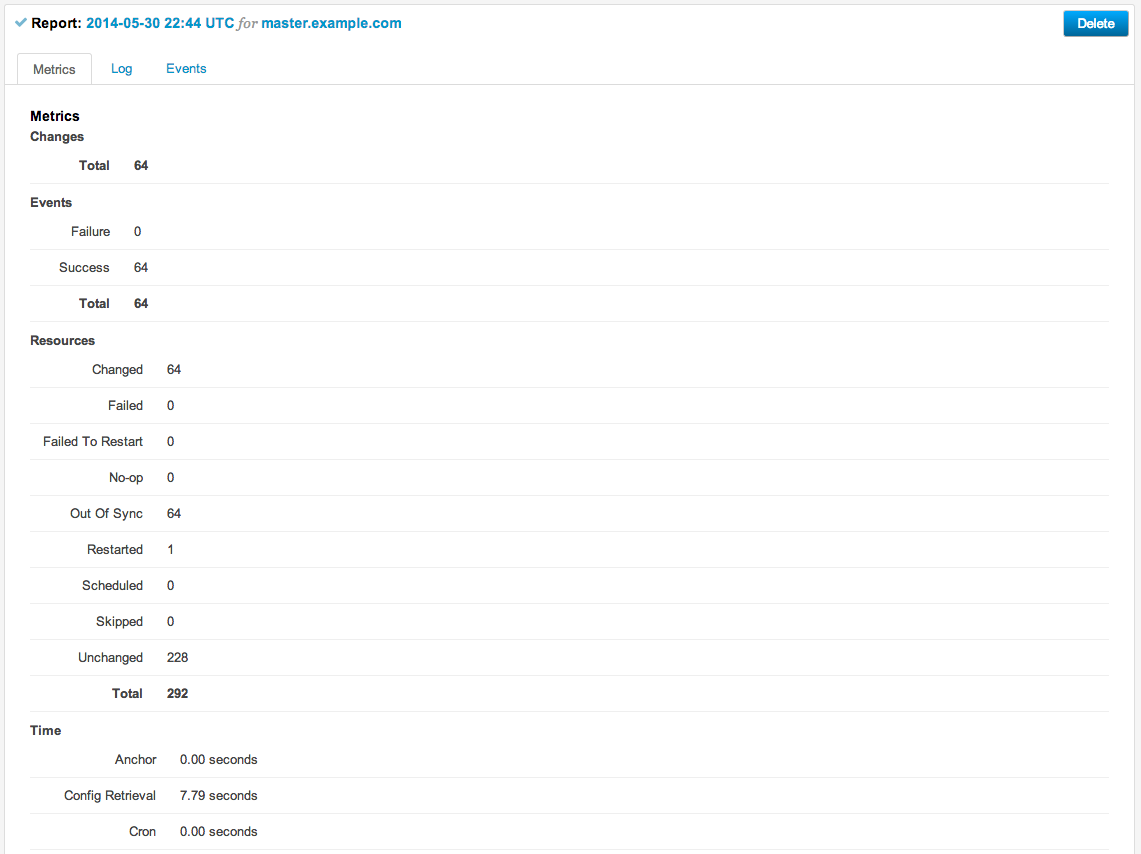 Report: 2014-05-30 22:44 UTC for master.example.com
Delete
Metrics Log Events
Metrics
Changes
Total 64
Events
Failure 0
Success 64
Total 64
Resources
Changed 64
Failed 0
Failed To Restart 0
No-op 0
Out Of Sync 64
Restarted 1
Scheduled 0
Skipped 0
Unchanged 228
Total 292
Time
Anchor 0.00 seconds
Config Retrieval 7.79 seconds
Cron 0.00 seconds